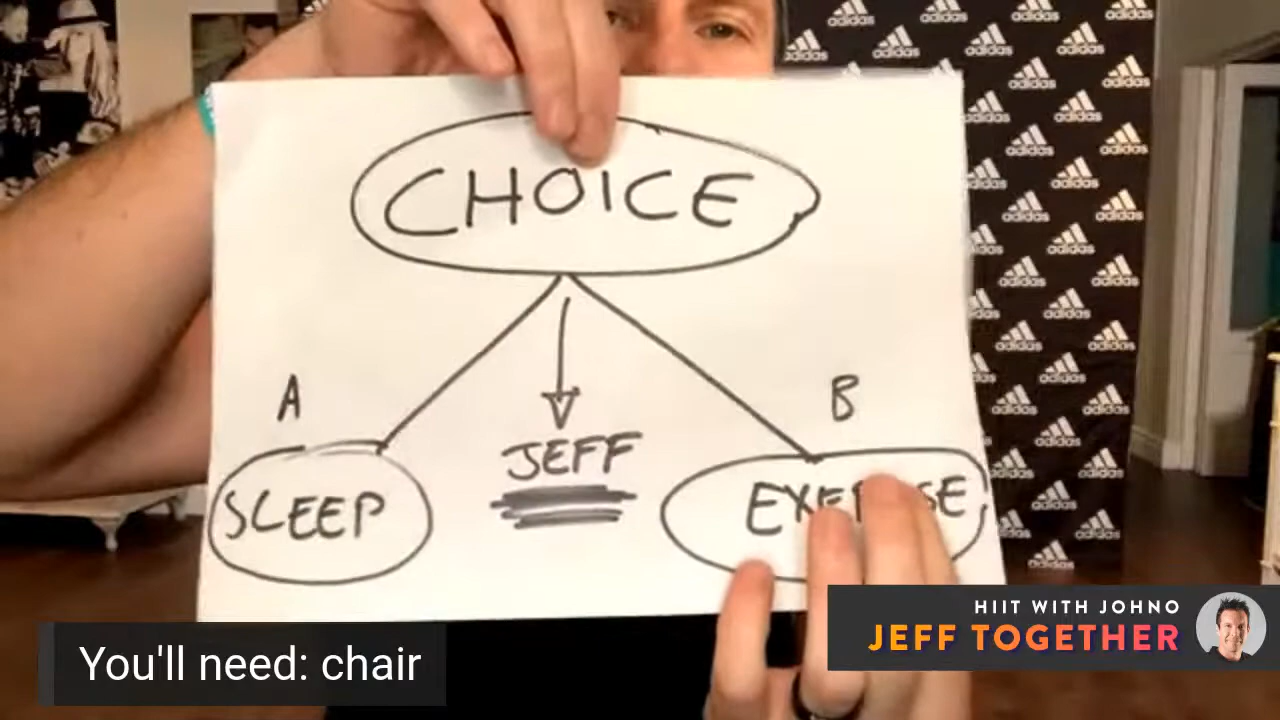 CHOICE
A
B
JEFF
SLEEP
HIIT WITH JOHNO
JEFF TOGETHER
You'll need: chair
adidas